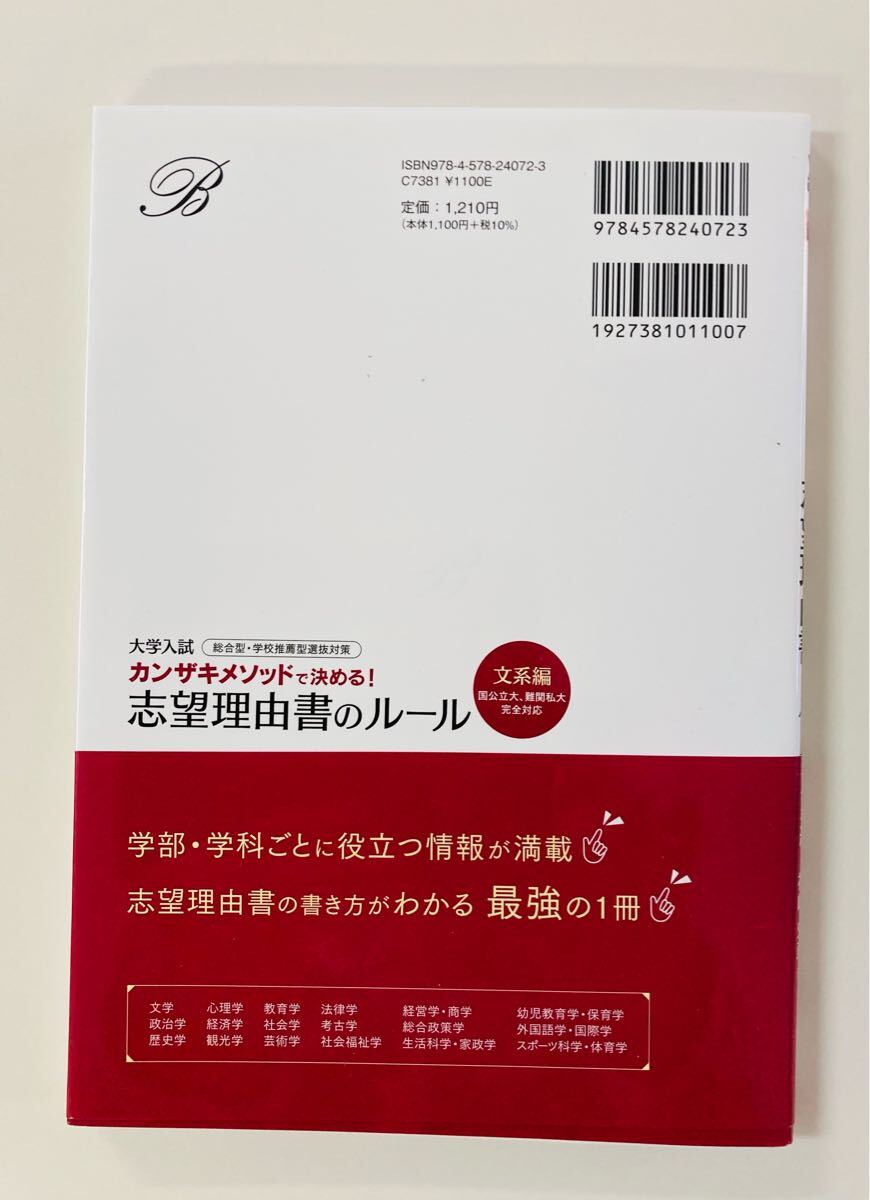 B
ISBN978-4-578-24072-3
C7381 ¥1100E
定価：1,210円
（本体1,100円＋税10%）
9784578240723
1927381011007
大学入試 総合型・学校推薦型選抜対策
カンザキメソッドで決める！
志望理由書のルール
文系編
国公立大、難関私大
完全対応
学部・学科ごとに役立つ情報が満載
志望理由書の書き方がわかる 最強の1冊
文学 心理学 教育学 法律学 経営学・商学 幼児教育学・保育学
政治学 経済学 社会学 考古学 総合政策学 外国語学・国際学
歴史学 観光学 芸術学 社会福祉学 生活科学・家政学 スポーツ科学・体育学